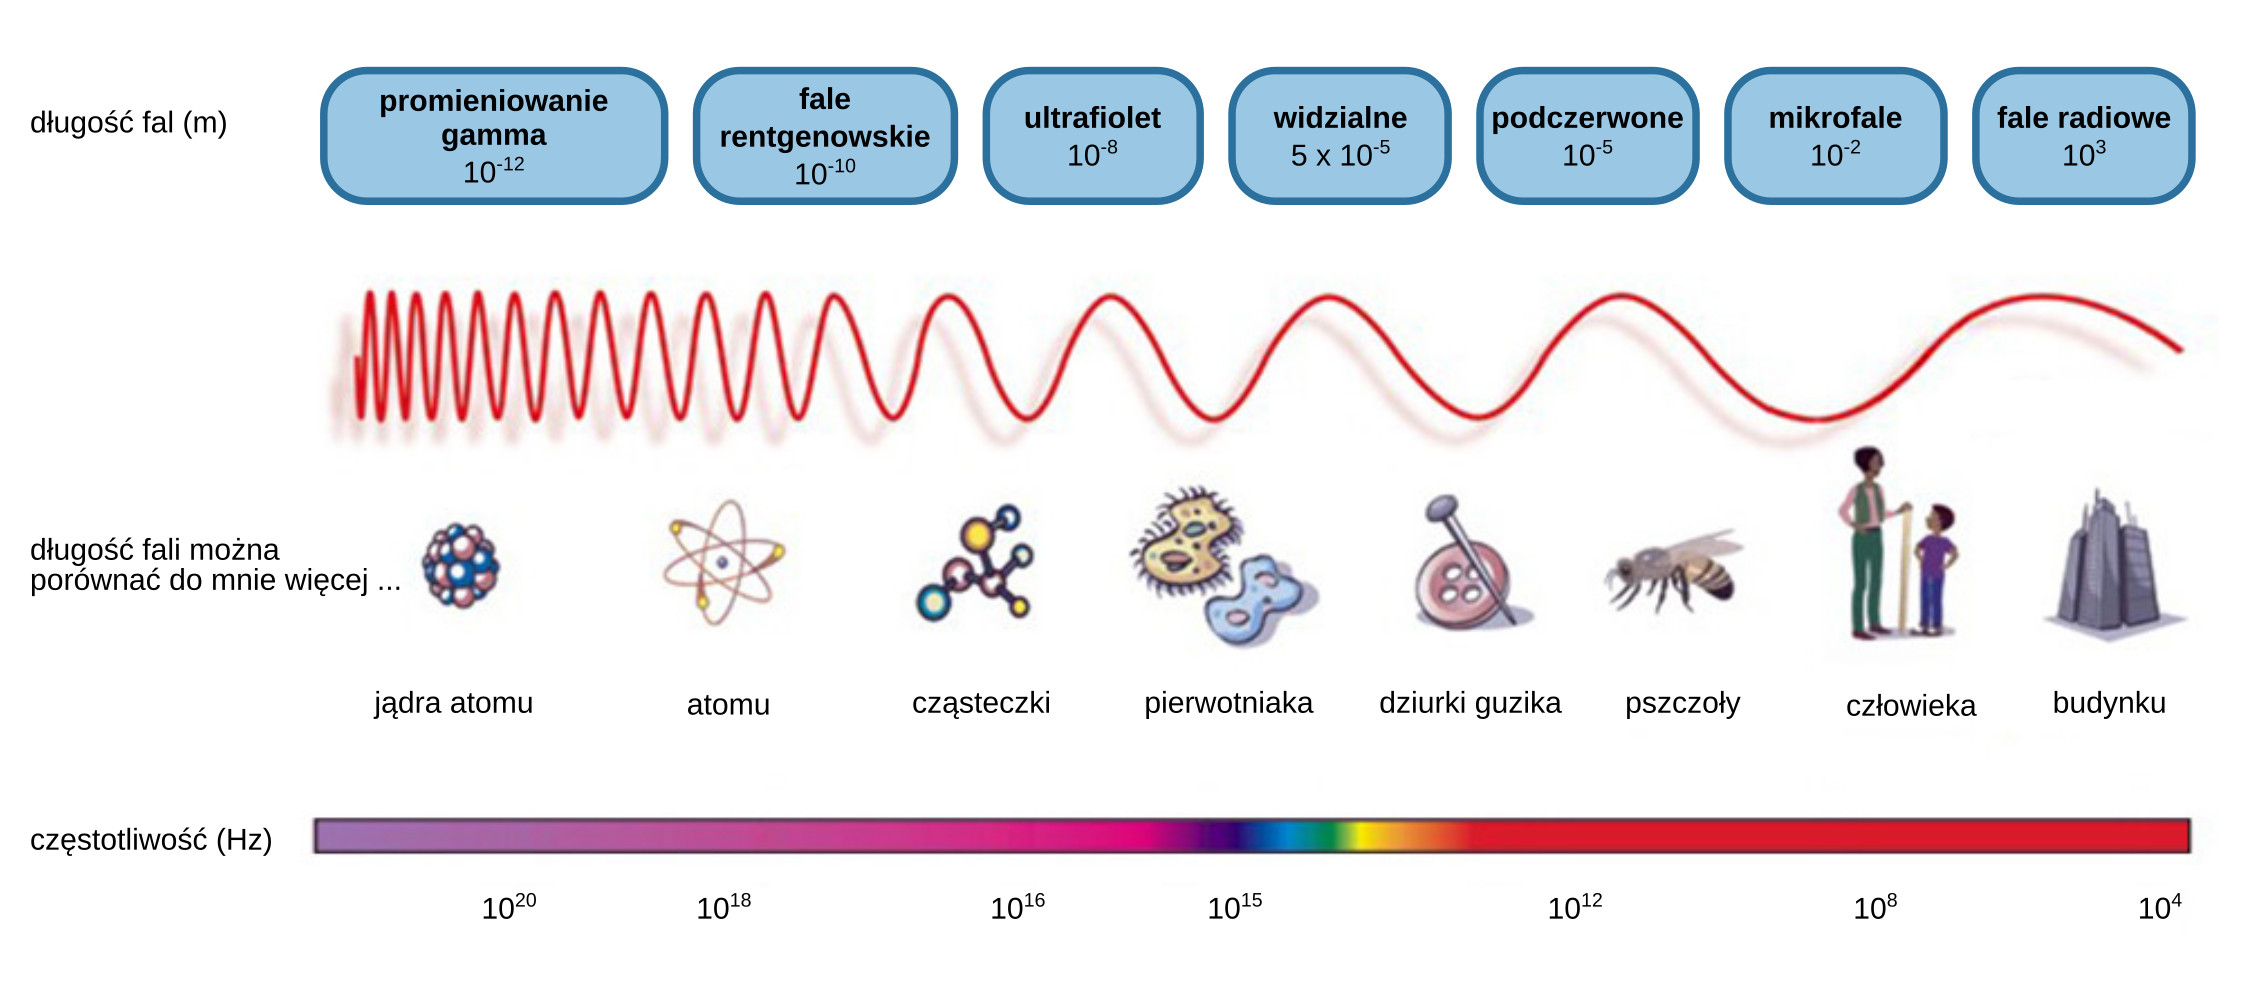 długość fal (m)
promieniowanie
gamma
10⁻¹²
fale
rentgenowskie
10⁻¹⁰
ultrafiolet
10⁻⁸
widzialne
5 x 10⁻⁵
podczerwone
10⁻⁵
mikrofale
10⁻²
fale radiowe
10³
długość fali można
porównać do mnie więcej ...
jądra atomu
atomu
cząsteczki
pierwotniaka
dziurki guzika
pszczoły
człowieka
budynku
częstotliwość (Hz)
10²⁰
10¹⁸
10¹⁶
10¹⁵
10¹²
10⁸
10⁴